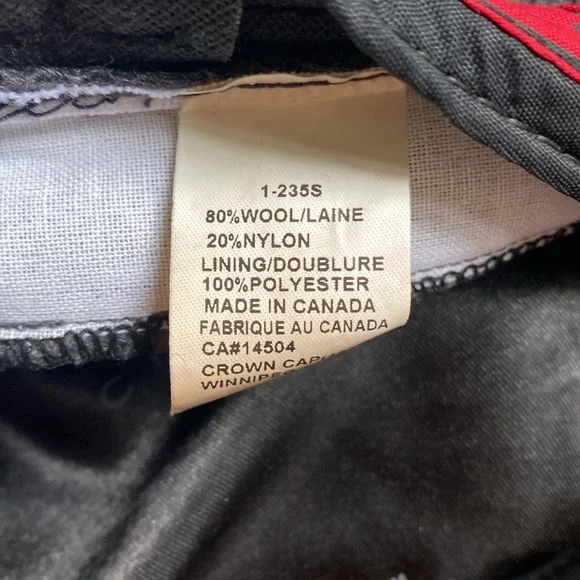 1-235S
80%WOOL/LAINE
20%NYLON
LINING/DOUBLURE
100%POLYESTER
MADE IN CANADA
FABRIQUE AU CANADA
CA#14504
CROWN